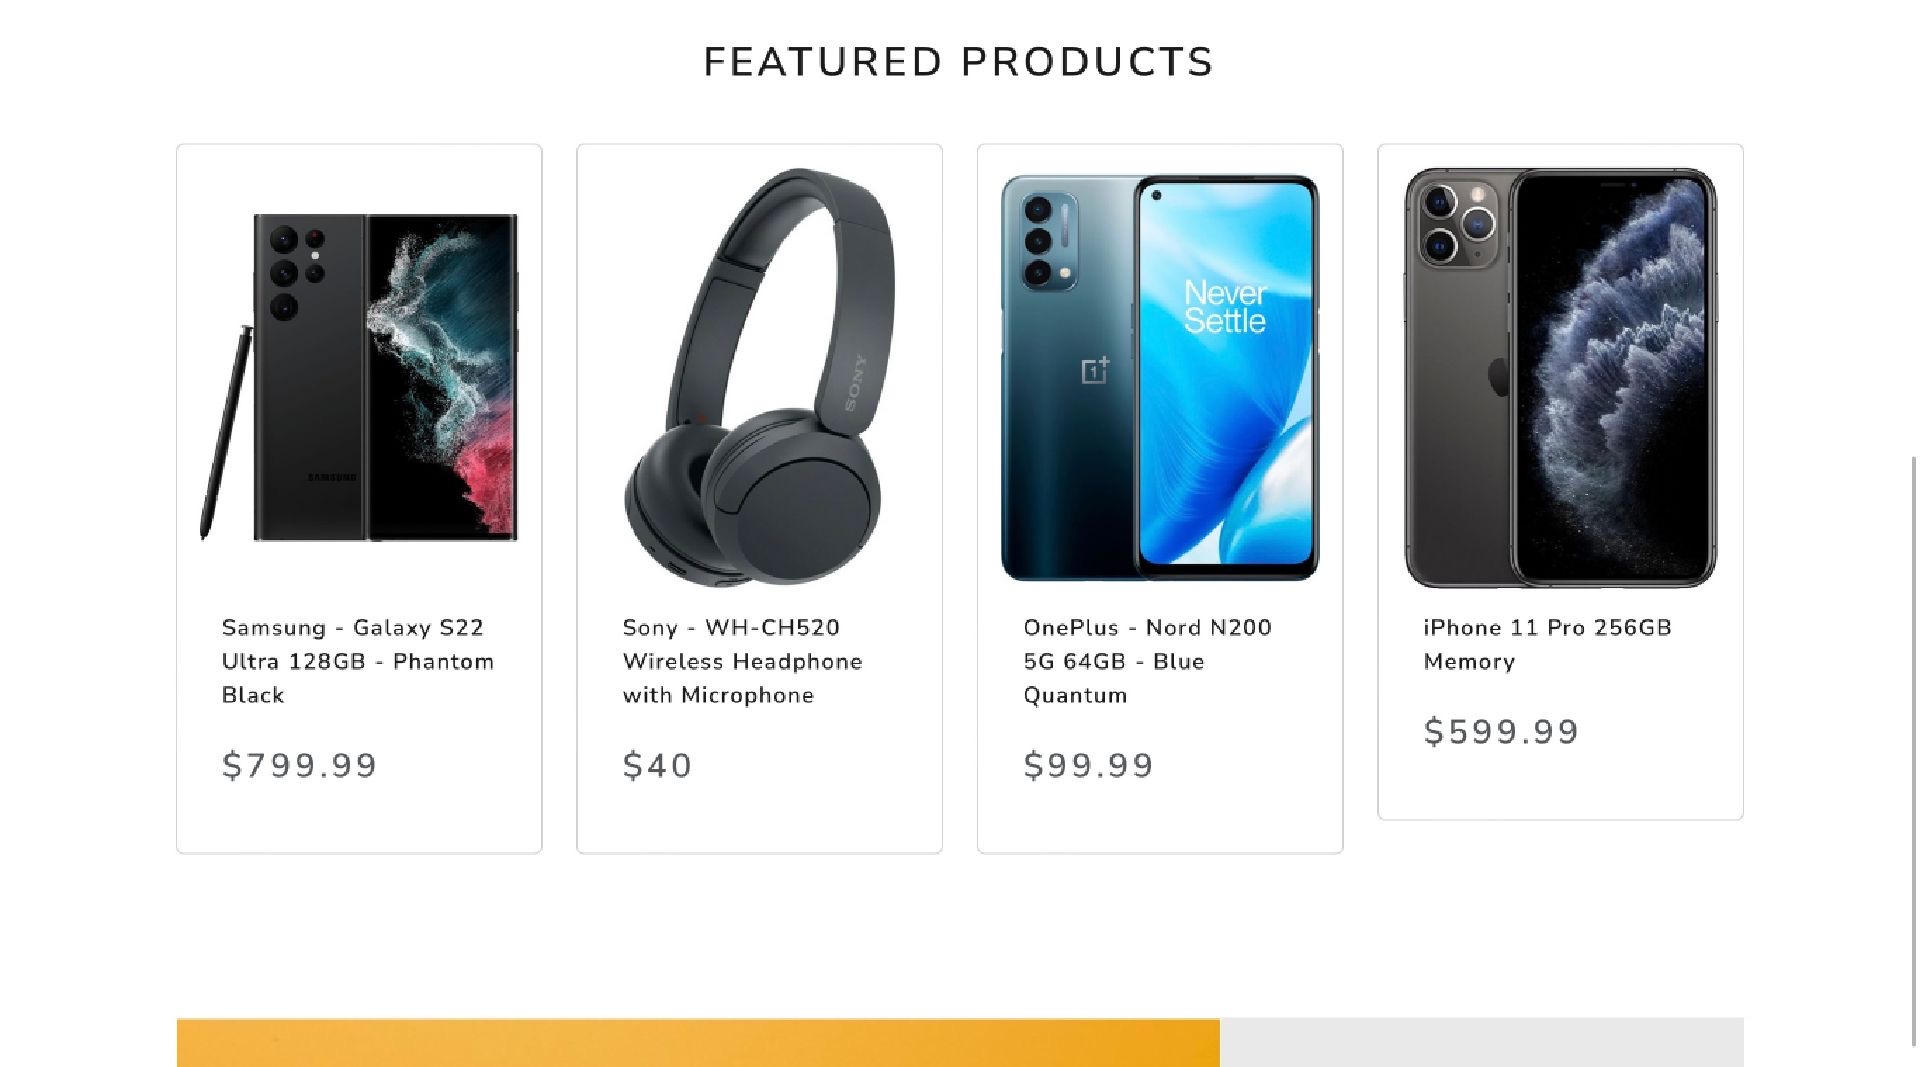 FEATURED PRODUCTS
SAMSUNG
SONY
Never
Settle
1+
Samsung - Galaxy S22
Ultra 128GB - Phantom
Black
$799.99
Sony - WH-CH520
Wireless Headphone
with Microphone
$40
OnePlus - Nord N200
5G 64GB - Blue
Quantum
$99.99
iPhone 11 Pro 256GB
Memory
$599.99